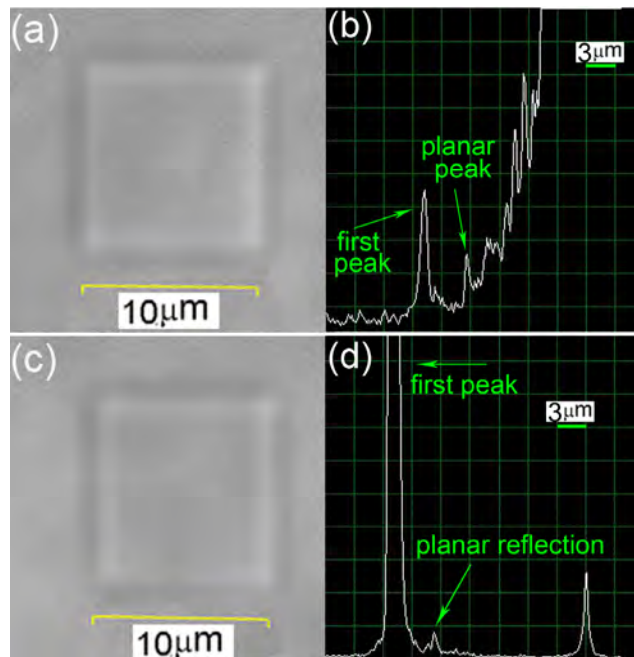 (a)
10μm
(b)
3μm
planar
peak
first
peak
(c)
10μm
(d)
first peak
3μm
planar reflection